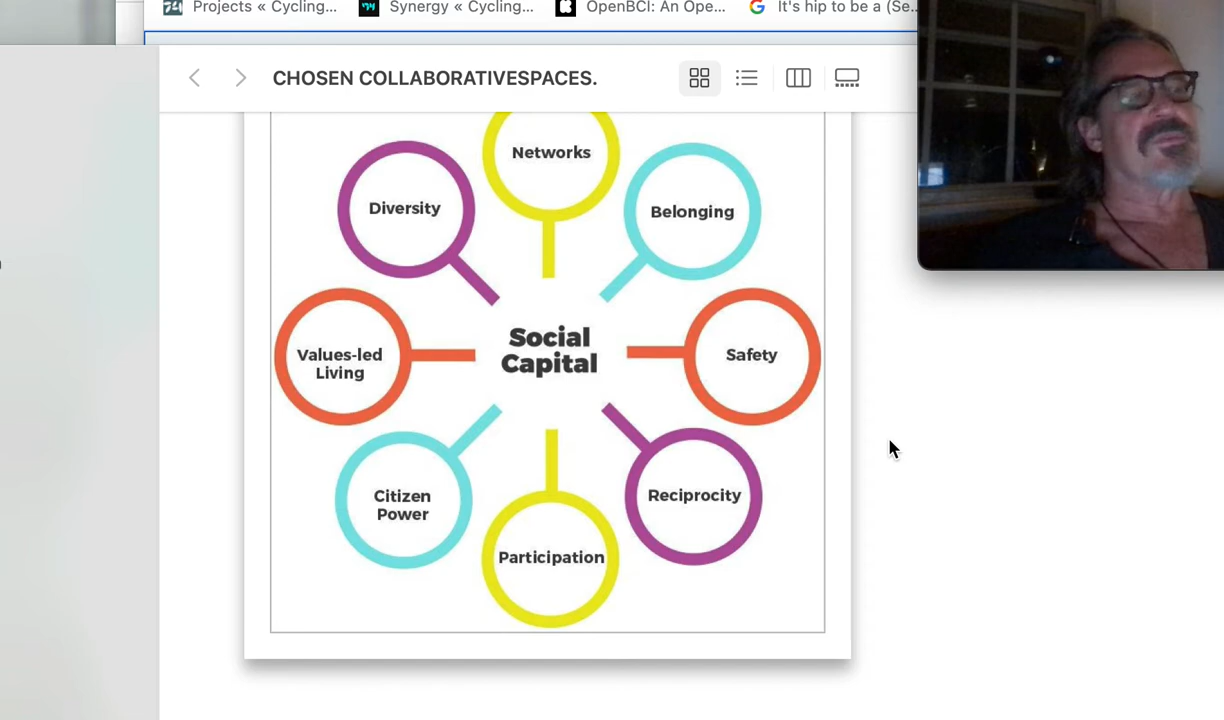 Projects « Cycling... Synergy « Cycling... OpenBCI: An Ope... It's hip to be a (Se...
CHOSEN COLLABORATIVESPACES.
Networks
Diversity
Belonging
Social
Capital
Values-led
Living
Safety
Citizen
Power
Reciprocity
Participation